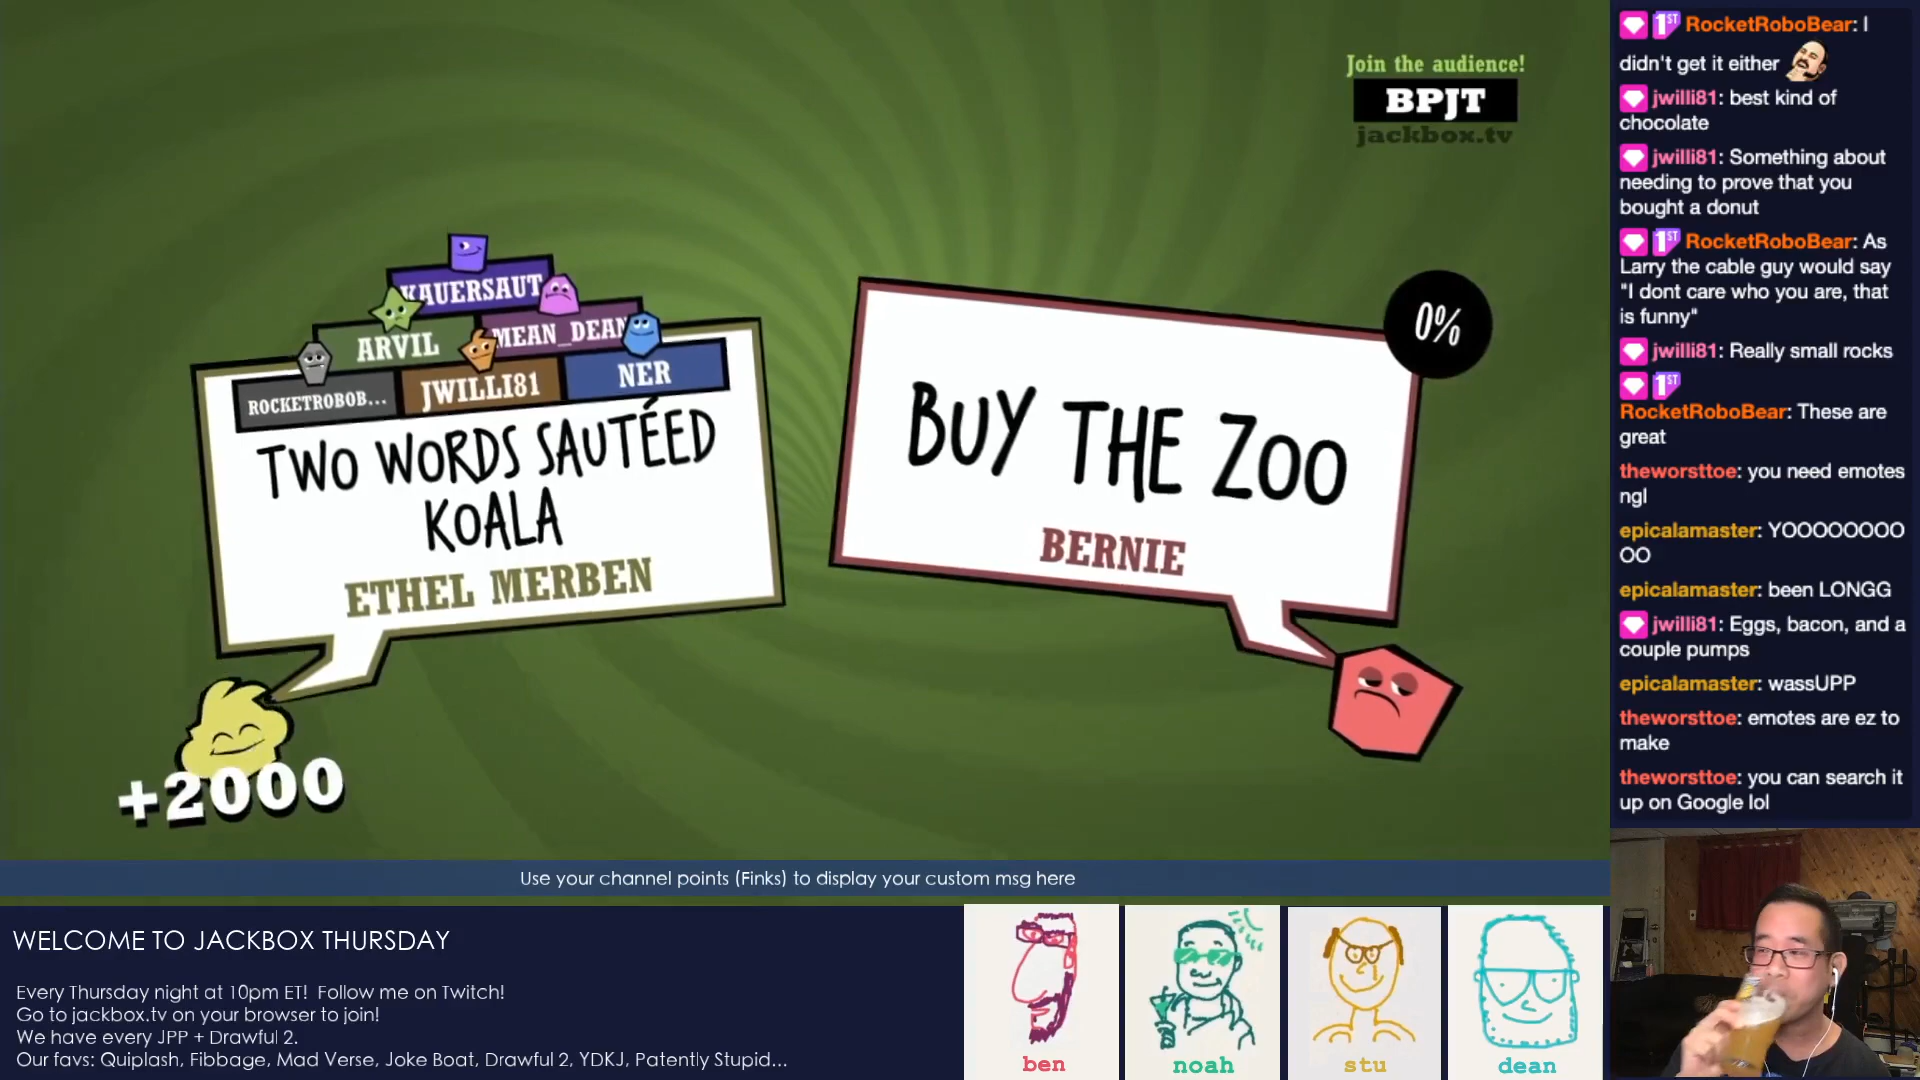 Join the audience!
BPJT
jackbox.tv
KAUERSAUT
ARVIL
MEAN_DEAN
ROCKETROBOB...
JWILLI81
NER
TWO WORDS SAUTÉED
KOALA
ETHEL MERBEN
+2000
0%
BUY THE ZOO
BERNIE
Use your channel points (Finks) to display your custom msg here
WELCOME TO JACKBOX THURSDAY
Every Thursday night at 10pm ET! Follow me on Twitch!
Go to jackbox.tv on your browser to join!
We have every JPP + Drawful 2.
Our favs: Quiplash, Fibbage, Mad Verse, Joke Boat, Drawful 2, YDKJ, Patently Stupid...
ben
noah
stu
dean
1ST RocketRoboBear: I
didn't get it either
jwilli81: best kind of
chocolate
jwilli81: Something about
needing to prove that you
bought a donut
1ST RocketRoboBear: As
Larry the cable guy would say
"I dont care who you are, that
is funny"
jwilli81: Really small rocks
1ST
RocketRoboBear: These are
great
theworsttoe: you need emotes
ngl
epicalamaster: YOOOOOOOO
OO
epicalamaster: been LONGG
jwilli81: Eggs, bacon, and a
couple pumps
epicalamaster: wassUPP
theworsttoe: emotes are ez to
make
theworsttoe: you can search it
up on Google lol